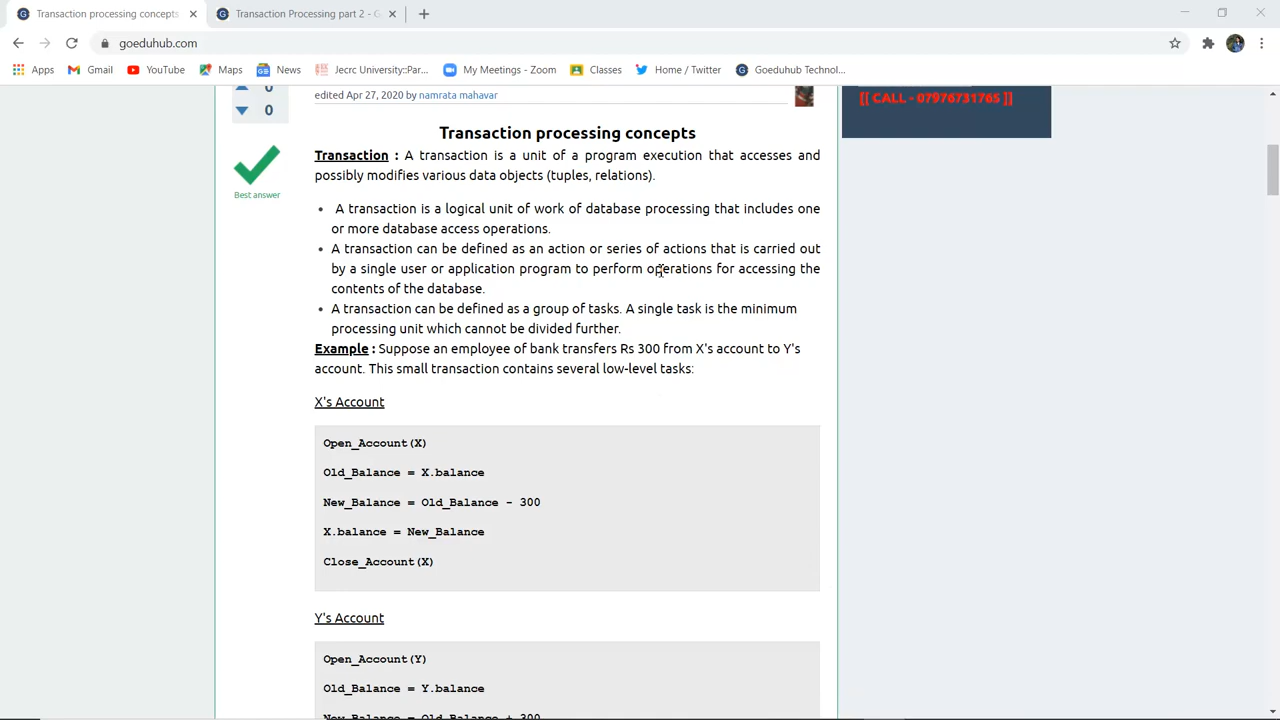 Transaction processing concepts
Transaction Processing part 2 - G
goeduhub.com
Apps
Gmail
YouTube
Maps
News
Jecrc University::Par...
My Meetings - Zoom
Classes
Home / Twitter
Goeduhub Technol...
0
0
edited Apr 27, 2020 by namrata mahavar
[[ CALL - 07976731765 ]]
Best answer
Transaction processing concepts
Transaction : A transaction is a unit of a program execution that accesses and
possibly modifies various data objects (tuples, relations).
• A transaction is a logical unit of work of database processing that includes one
or more database access operations.
• A transaction can be defined as an action or series of actions that is carried out
by a single user or application program to perform operations for accessing the
contents of the database.
• A transaction can be defined as a group of tasks. A single task is the minimum
processing unit which cannot be divided further.
Example : Suppose an employee of bank transfers Rs 300 from X's account to Y's
account. This small transaction contains several low-level tasks:
X's Account
Open_Account(X)
Old_Balance = X.balance
New_Balance = Old_Balance - 300
X.balance = New_Balance
Close_Account(X)
Y's Account
Open_Account(Y)
Old_Balance = Y.balance
New_Balance = Old_Balance + 300